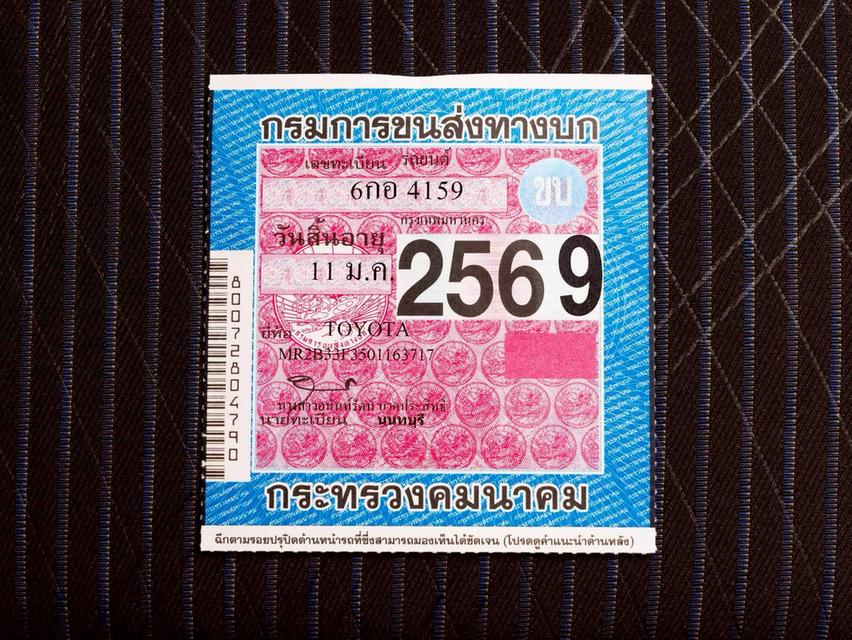 กรมการขนส่งทางบก
เลขทะเบียน รถยนต์
6กอ 4159
ขบ
กรุงเทพมหานคร
วันสิ้นอายุ
11 ม.ค. 2569
ยี่ห้อ TOYOTA
MR2B33F3501163717
นายทะเบียน นนทบุรี
80072804790
กระทรวงคมนาคม
ฉีกตามรอยปรุปิดด้านหน้ารถที่ซึ่งสามารถมองเห็นได้ชัดเจน (โปรดดูคำแนะนำด้านหลัง)